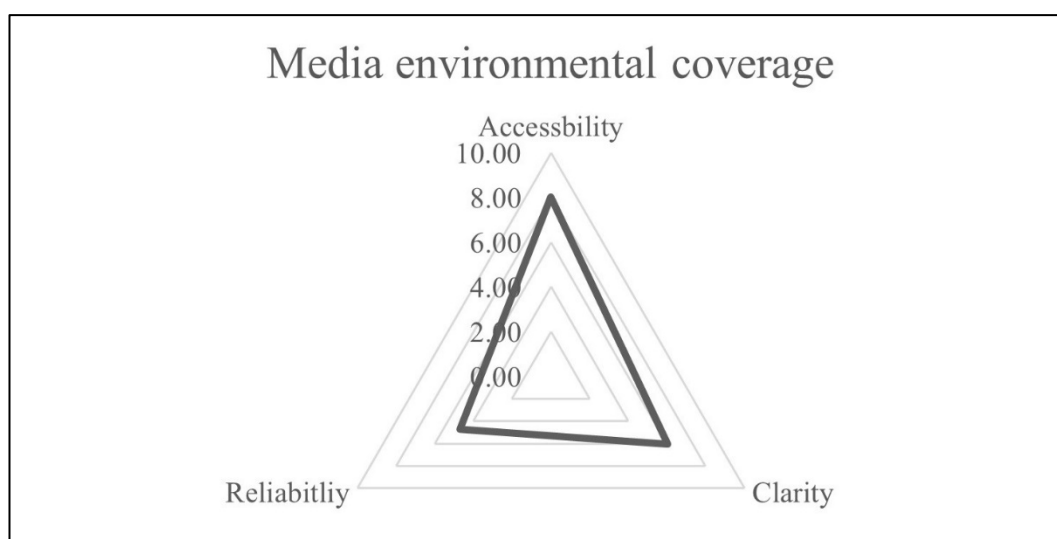 Media environmental coverage
Accessbility
10.00
8.00
6.00
4.00
2.00
0.00
Reliabitliy
Clarity